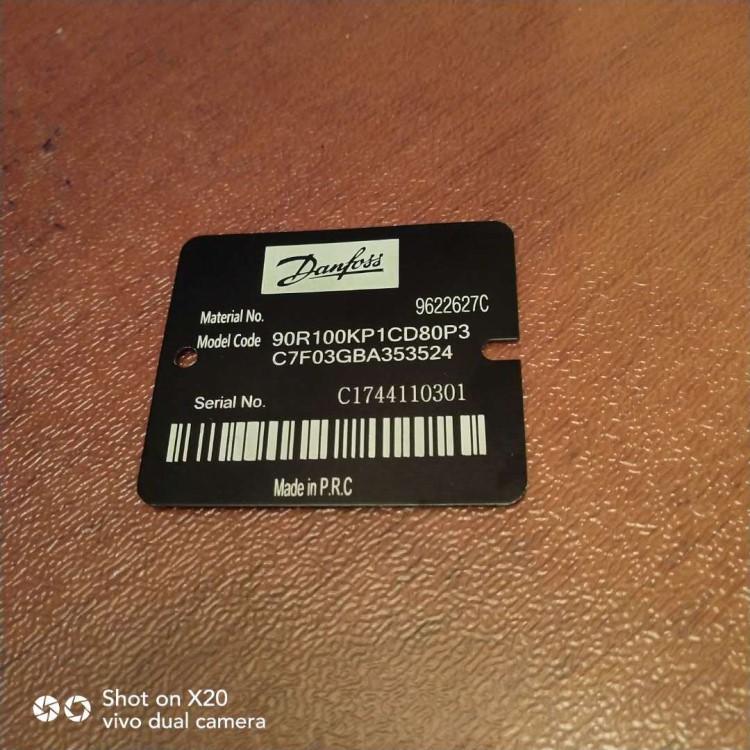 Danfoss
Material No. 9622627C
Model Code 90R100KP1CD80P3
C7F03GBA353524
Serial No. C1744110301
Made in P.R.C
Shot on X20
vivo dual camera